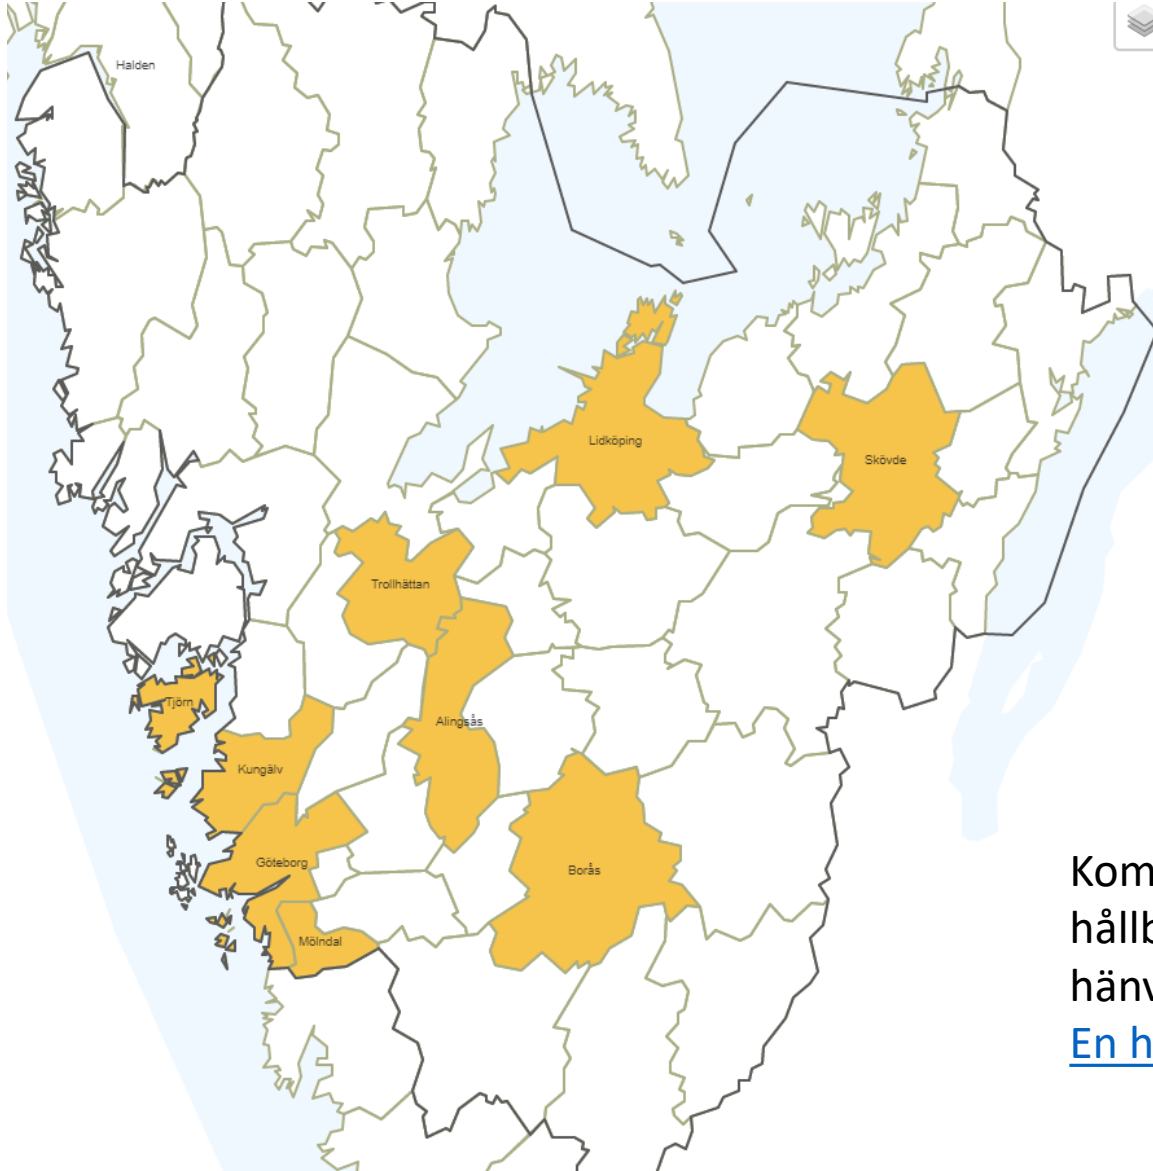 Halden
Lidköping
Skövde
Trollhättan
Tjörn
Alingsås
Kungälv
Göteborg
Borås
Mölndal
Kom
hållb
hänv
En h